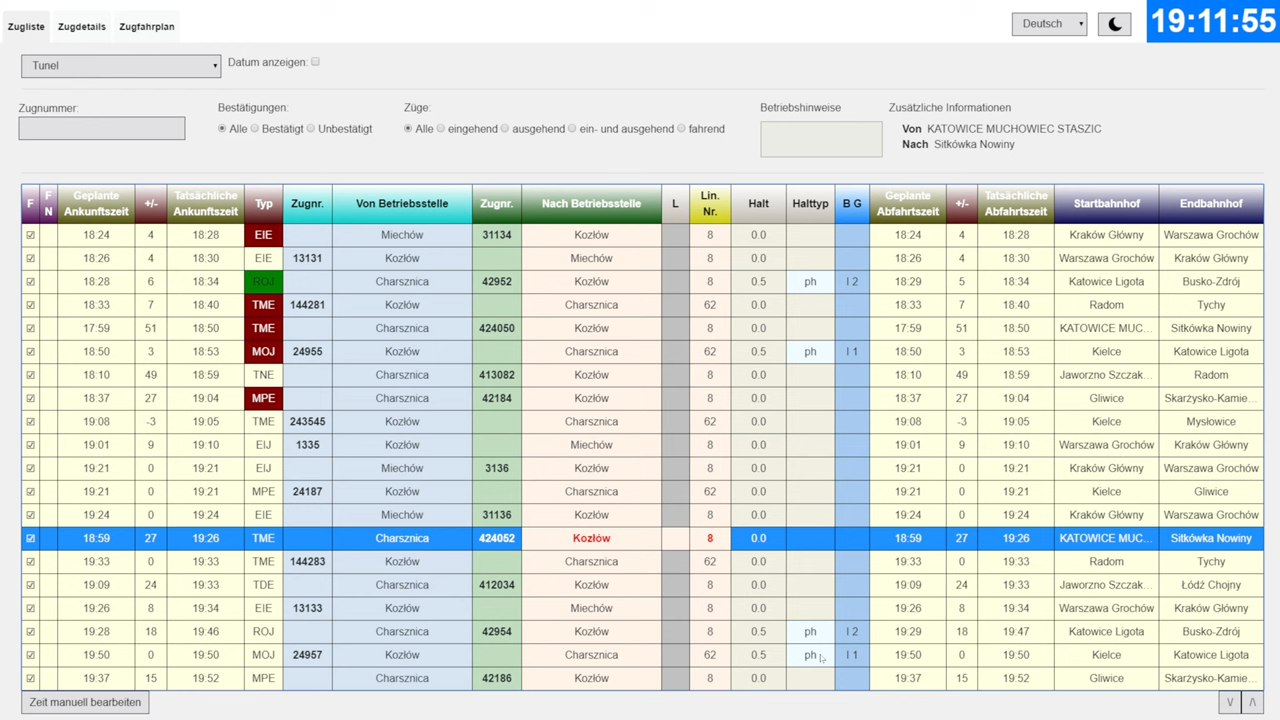 Zugliste Zugdetails Zugfahrplan Deutsch 19:11:55
Tunel Datum anzeigen:
Zugnummer: Bestätigungen: Züge: Betriebshinweise Zusätzliche Informationen
Alle Bestätigt Unbestätigt Alle eingehend ausgehend ein- und ausgehend fahrend Von KATOWICE MUCHOWIEC STASZIC
Nach Sitkówka Nowiny
F F N Geplante Ankunftszeit +/- Tatsächliche Ankunftszeit Typ Zugnr. Von Betriebsstelle Zugnr. Nach Betriebsstelle L Lin. Nr. Halt Halttyp B G Geplante Abfahrtszeit +/- Tatsächliche Abfahrtszeit Startbahnhof Endbahnhof
18:24 4 18:28 EIE Miechów 31134 Kozłów 8 0.0 18:24 4 18:28 Kraków Główny Warszawa Grochów
18:26 4 18:30 EIE 13131 Kozłów Miechów 8 0.0 18:26 4 18:30 Warszawa Grochów Kraków Główny
18:28 6 18:34 ROJ Charsznica 42952 Kozłów 8 0.5 ph I 2 18:29 5 18:34 Katowice Ligota Busko-Zdrój
18:33 7 18:40 TME 144281 Kozłów Charsznica 62 0.0 18:33 7 18:40 Radom Tychy
17:59 51 18:50 TME Charsznica 424050 Kozłów 8 0.0 17:59 51 18:50 KATOWICE MUC... Sitkówka Nowiny
18:50 3 18:53 MOJ 24955 Kozłów Charsznica 62 0.5 ph I 1 18:50 3 18:53 Kielce Katowice Ligota
18:10 49 18:59 TNE Charsznica 413082 Kozłów 8 0.0 18:10 49 18:59 Jaworzno Szczak... Radom
18:37 27 19:04 MPE Charsznica 42184 Kozłów 8 0.0 18:37 27 19:04 Gliwice Skarżysko-Kamie...
19:08 -3 19:05 TME 243545 Kozłów Charsznica 62 0.0 19:08 -3 19:05 Kielce Mysłowice
19:01 9 19:10 EIJ 1335 Kozłów Miechów 8 0.0 19:01 9 19:10 Warszawa Grochów Kraków Główny
19:21 0 19:21 EIJ Miechów 3136 Kozłów 8 0.0 19:21 0 19:21 Kraków Główny Warszawa Grochów
19:21 0 19:21 MPE 24187 Kozłów Charsznica 62 0.0 19:21 0 19:21 Kielce Gliwice
19:24 0 19:24 EIE Miechów 31136 Kozłów 8 0.0 19:24 0 19:24 Kraków Główny Warszawa Grochów
18:59 27 19:26 TME Charsznica 424052 Kozłów 8 0.0 18:59 27 19:26 KATOWICE MUC... Sitkówka Nowiny
19:33 0 19:33 TME 144283 Kozłów Charsznica 62 0.0 19:33 0 19:33 Radom Tychy
19:09 24 19:33 TDE Charsznica 412034 Kozłów 8 0.0 19:09 24 19:33 Jaworzno Szczak... Łódź Chojny
19:26 8 19:34 EIE 13133 Kozłów Miechów 8 0.0 19:26 8 19:34 Warszawa Grochów Kraków Główny
19:28 18 19:46 ROJ Charsznica 42954 Kozłów 8 0.5 ph I 2 19:29 18 19:47 Katowice Ligota Busko-Zdrój
19:50 0 19:50 MOJ 24957 Kozłów Charsznica 62 0.5 ph I 1 19:50 0 19:50 Kielce Katowice Ligota
19:37 15 19:52 MPE Charsznica 42186 Kozłów 8 0.0 19:37 15 19:52 Gliwice Skarżysko-Kamie...
Zeit manuell bearbeiten